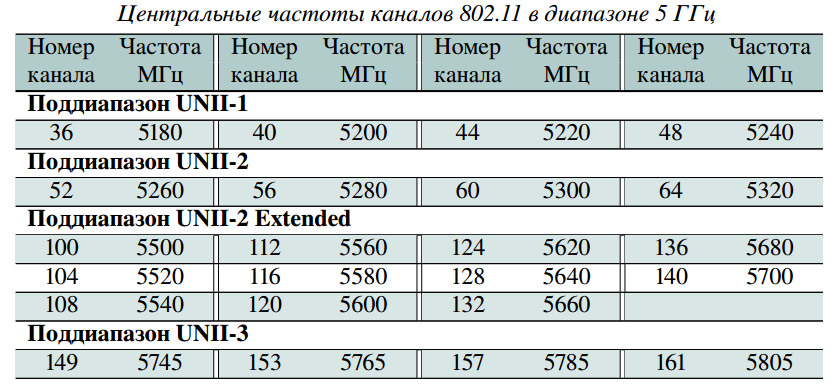 Центральные частоты каналов 802.11 в диапазоне 5 ГГц
Номер Частота Номер Частота Номер Частота Номер Частота
канала МГц канала МГц канала МГц канала МГц
Поддиапазон UNII-1
36 5180 40 5200 44 5220 48 5240
Поддиапазон UNII-2
52 5260 56 5280 60 5300 64 5320
Поддиапазон UNII-2 Extended
100 5500 112 5560 124 5620 136 5680
104 5520 116 5580 128 5640 140 5700
108 5540 120 5600 132 5660
Поддиапазон UNII-3
149 5745 153 5765 157 5785 161 5805